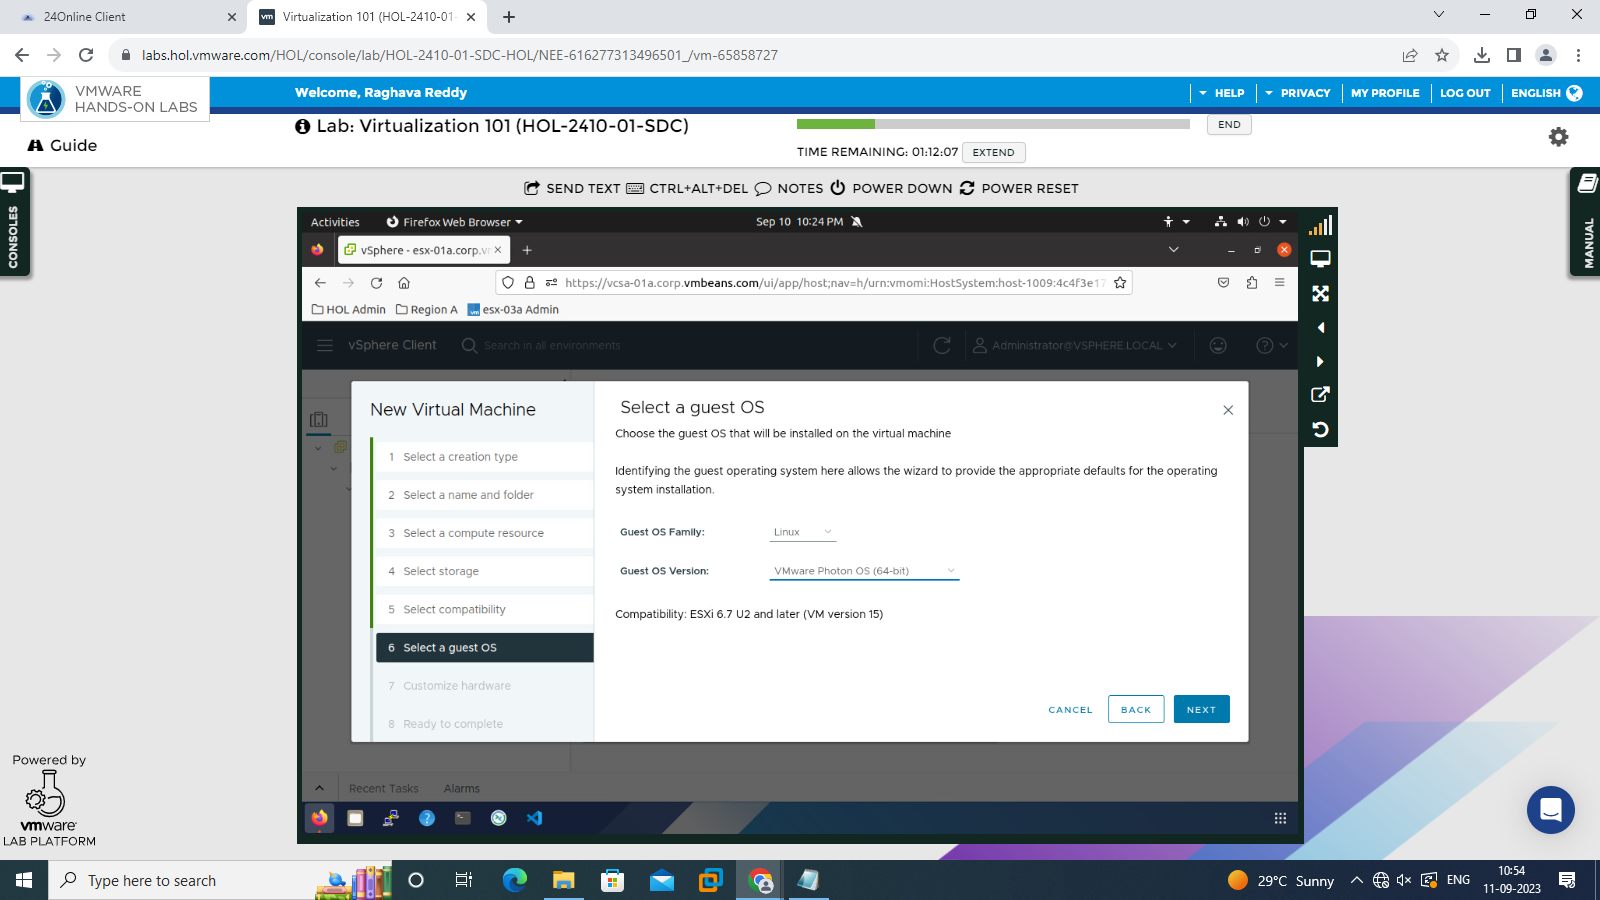 24Online Client
vm Virtualization 101 (HOL-2410-01-
labs.hol.vmware.com/HOL/console/lab/HOL-2410-01-SDC-HOL/NEE-616277313496501_/vm-65858727
VMWARE
HANDS-ON LABS
Welcome, Raghava Reddy
HELP
PRIVACY
MY PROFILE
LOG OUT
ENGLISH
Lab: Virtualization 101 (HOL-2410-01-SDC)
END
Guide
TIME REMAINING: 01:12:07
EXTEND
CONSOLES
MANUAL
SEND TEXT
CTRL+ALT+DEL
NOTES
POWER DOWN
POWER RESET
Activities
Firefox Web Browser
Sep 10 10:24 PM
vSphere - esx-01a.corp.vm
https://vcsa-01a.corp.vmbeans.com/ui/app/host;nav=h/urn:vmomi:HostSystem:host-1009:4c4f3e17
HOL Admin
Region A
vm esx-03a Admin
vSphere Client
Search in all environments
Administrator@VSPHERE.LOCAL
New Virtual Machine
1 Select a creation type
2 Select a name and folder
3 Select a compute resource
4 Select storage
5 Select compatibility
6 Select a guest OS
7 Customize hardware
8 Ready to complete
Select a guest OS
Choose the guest OS that will be installed on the virtual machine
Identifying the guest operating system here allows the wizard to provide the appropriate defaults for the operating
system installation.
Guest OS Family:
Linux
Guest OS Version:
VMware Photon OS (64-bit)
Compatibility: ESXi 6.7 U2 and later (VM version 15)
CANCEL
BACK
NEXT
Recent Tasks
Alarms
Powered by
vmware
LAB PLATFORM
Type here to search
29°C Sunny
ENG
10:54
11-09-2023